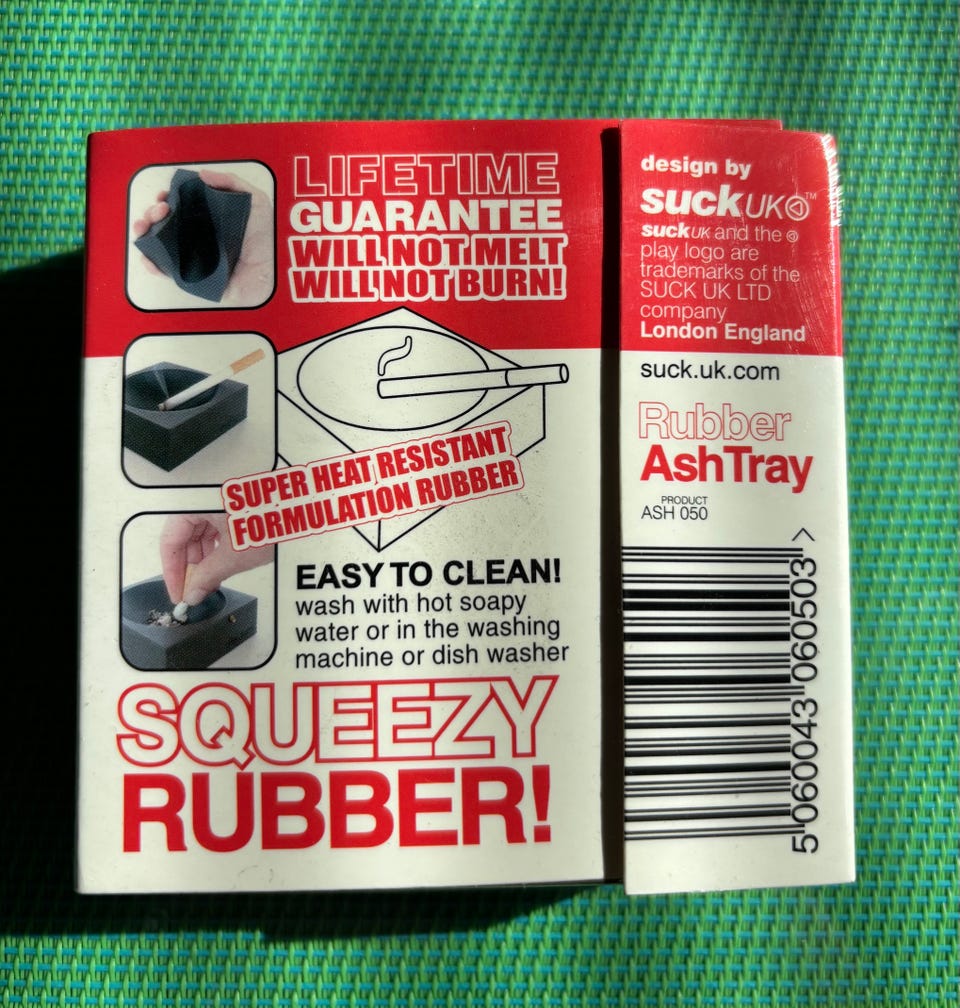 LIFETIME
GUARANTEE
WILL NOT MELT
WILL NOT BURN!
SUPER HEAT RESISTANT
FORMULATION RUBBER
EASY TO CLEAN!
wash with hot soapy
water or in the washing
machine or dish washer
SQUEEZY
RUBBER!
design by
suckUK™
suckUK and the
play logo are
trademarks of the
SUCK UK LTD
company
London England
suck.uk.com
Rubber
AshTray
PRODUCT
ASH 050
5 060043 060503 >